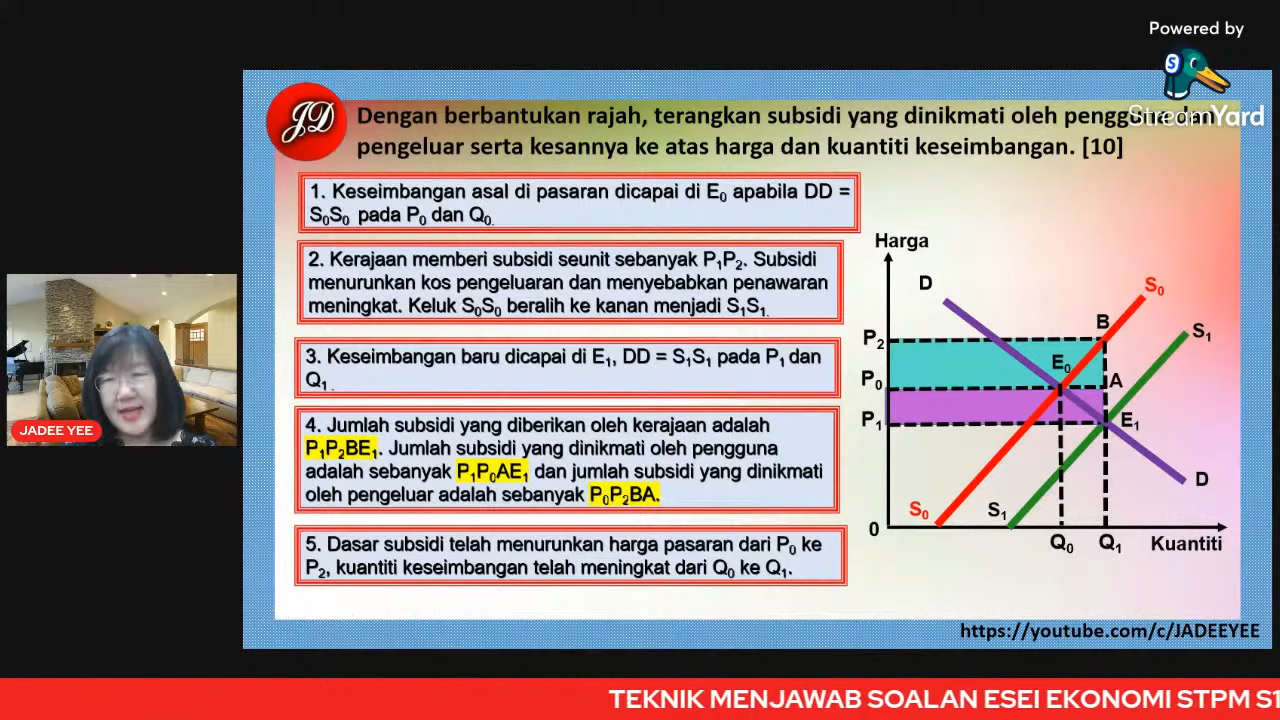 Powered by
StreamYard
JD
Dengan berbantukan rajah, terangkan subsidi yang dinikmati oleh
pengeluar serta kesannya ke atas harga dan kuantiti keseimbangan. [10]
1. Keseimbangan asal di pasaran dicapai di E₀ apabila DD =
S₀S₀ pada P₀ dan Q₀.
2. Kerajaan memberi subsidi seunit sebanyak P₁P₂. Subsidi
menurunkan kos pengeluaran dan menyebabkan penawaran
meningkat. Keluk S₀S₀ beralih ke kanan menjadi S₁S₁.
3. Keseimbangan baru dicapai di E₁, DD = S₁S₁ pada P₁ dan
Q₁.
4. Jumlah subsidi yang diberikan oleh kerajaan adalah
P₁P₂BE₁. Jumlah subsidi yang dinikmati oleh pengguna
adalah sebanyak P₁P₀AE₁ dan jumlah subsidi yang dinikmati
oleh pengeluar adalah sebanyak P₀P₂BA.
5. Dasar subsidi telah menurunkan harga pasaran dari P₀ ke
P₂, kuantiti keseimbangan telah meningkat dari Q₀ ke Q₁.
Harga
D
S₀
B
S₁
P₂
E₀
P₀
A
P₁
E₁
D
S₀
S₁
0
Q₀
Q₁
Kuantiti
JADEE YEE
https://youtube.com/c/JADEEYEE
TEKNIK MENJAWAB SOALAN ESEI EKONOMI STPM S1